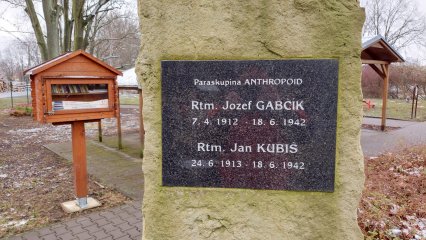 Paraskupina ANTHROPOID
Rtm. Jozef GABČÍK
7. 4. 1912 - 18. 6. 1942
Rtm. Jan KUBIŠ
24. 6. 1913 - 18. 6. 1942